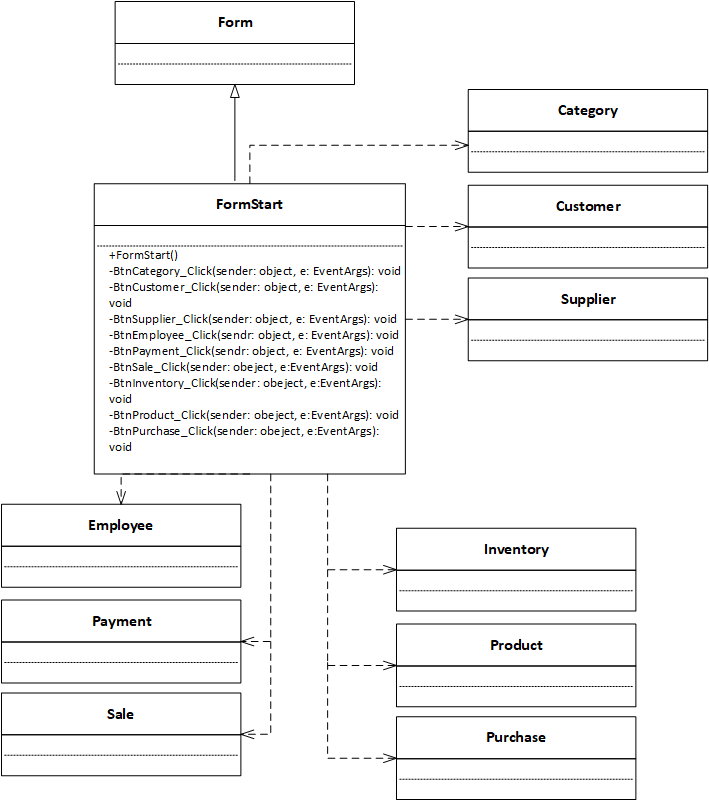 Form
Category
FormStart
Customer
+FormStart()
-BtnCategory_Click(sender: object, e: EventArgs): void
-BtnCustomer_Click(sender: object, e: EventArgs):
void
-BtnSupplier_Click(sender: object, e: EventArgs): void
-BtnEmployee_Click(sendr: object, e: EventArgs): void
-BtnPayment_Click(sendr: object, e: EventArgs): void
-BtnSale_Click(sender: obeject, e:EventArgs): void
-BtnInventory_Click(sender: obeject, e:EventArgs):
void
-BtnProduct_Click(sender: obeject, e:EventArgs): void
-BtnPurchase_Click(sender: obeject, e:EventArgs):
void
Supplier
Employee
Inventory
Payment
Product
Sale
Purchase